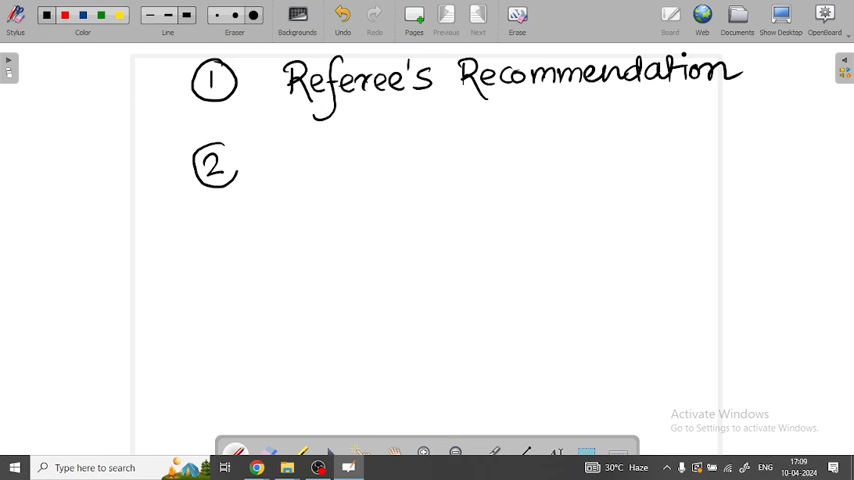 Stylus Color Line Eraser Backgrounds Undo Redo Pages Previous Next Erase Board Web Documents Show Desktop OpenBoard
① Referee's Recommendation
②
Activate Windows
Go to Settings to activate Windows.
Type here to search 30°C Haze ENG 17:09
10-04-2024